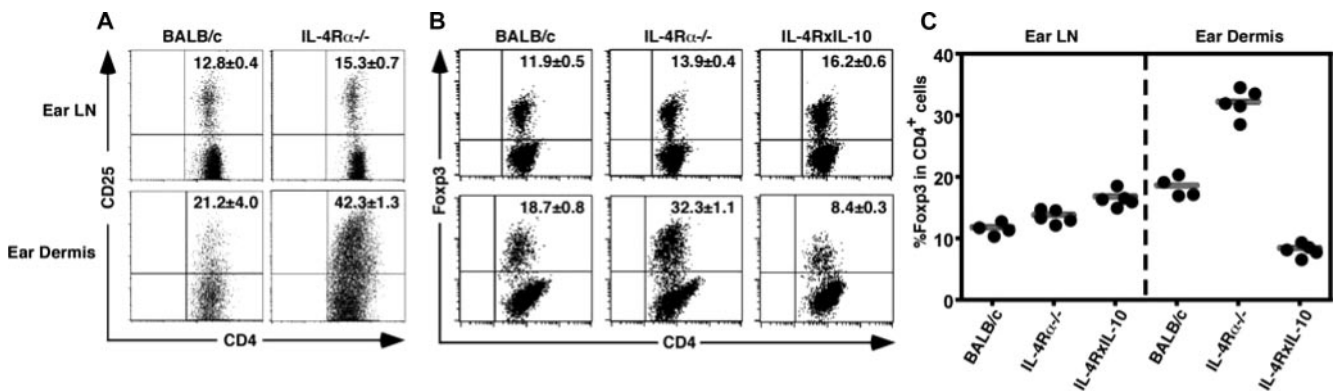 A
BALB/c IL-4Rα-/-
12.8±0.4 15.3±0.7
Ear LN
21.2±4.0 42.3±1.3
Ear Dermis
CD25
CD4
B
BALB/c IL-4Rα-/- IL-4RxIL-10
11.9±0.5 13.9±0.4 16.2±0.6
18.7±0.8 32.3±1.1 8.4±0.3
Foxp3
CD4
C
Ear LN Ear Dermis
%Foxp3 in CD4+ cells
40
30
20
10
0
BALB/c
IL-4Rα-/-
IL-4RxIL-10
BALB/c
IL-4Rα-/-
IL-4RxIL-10